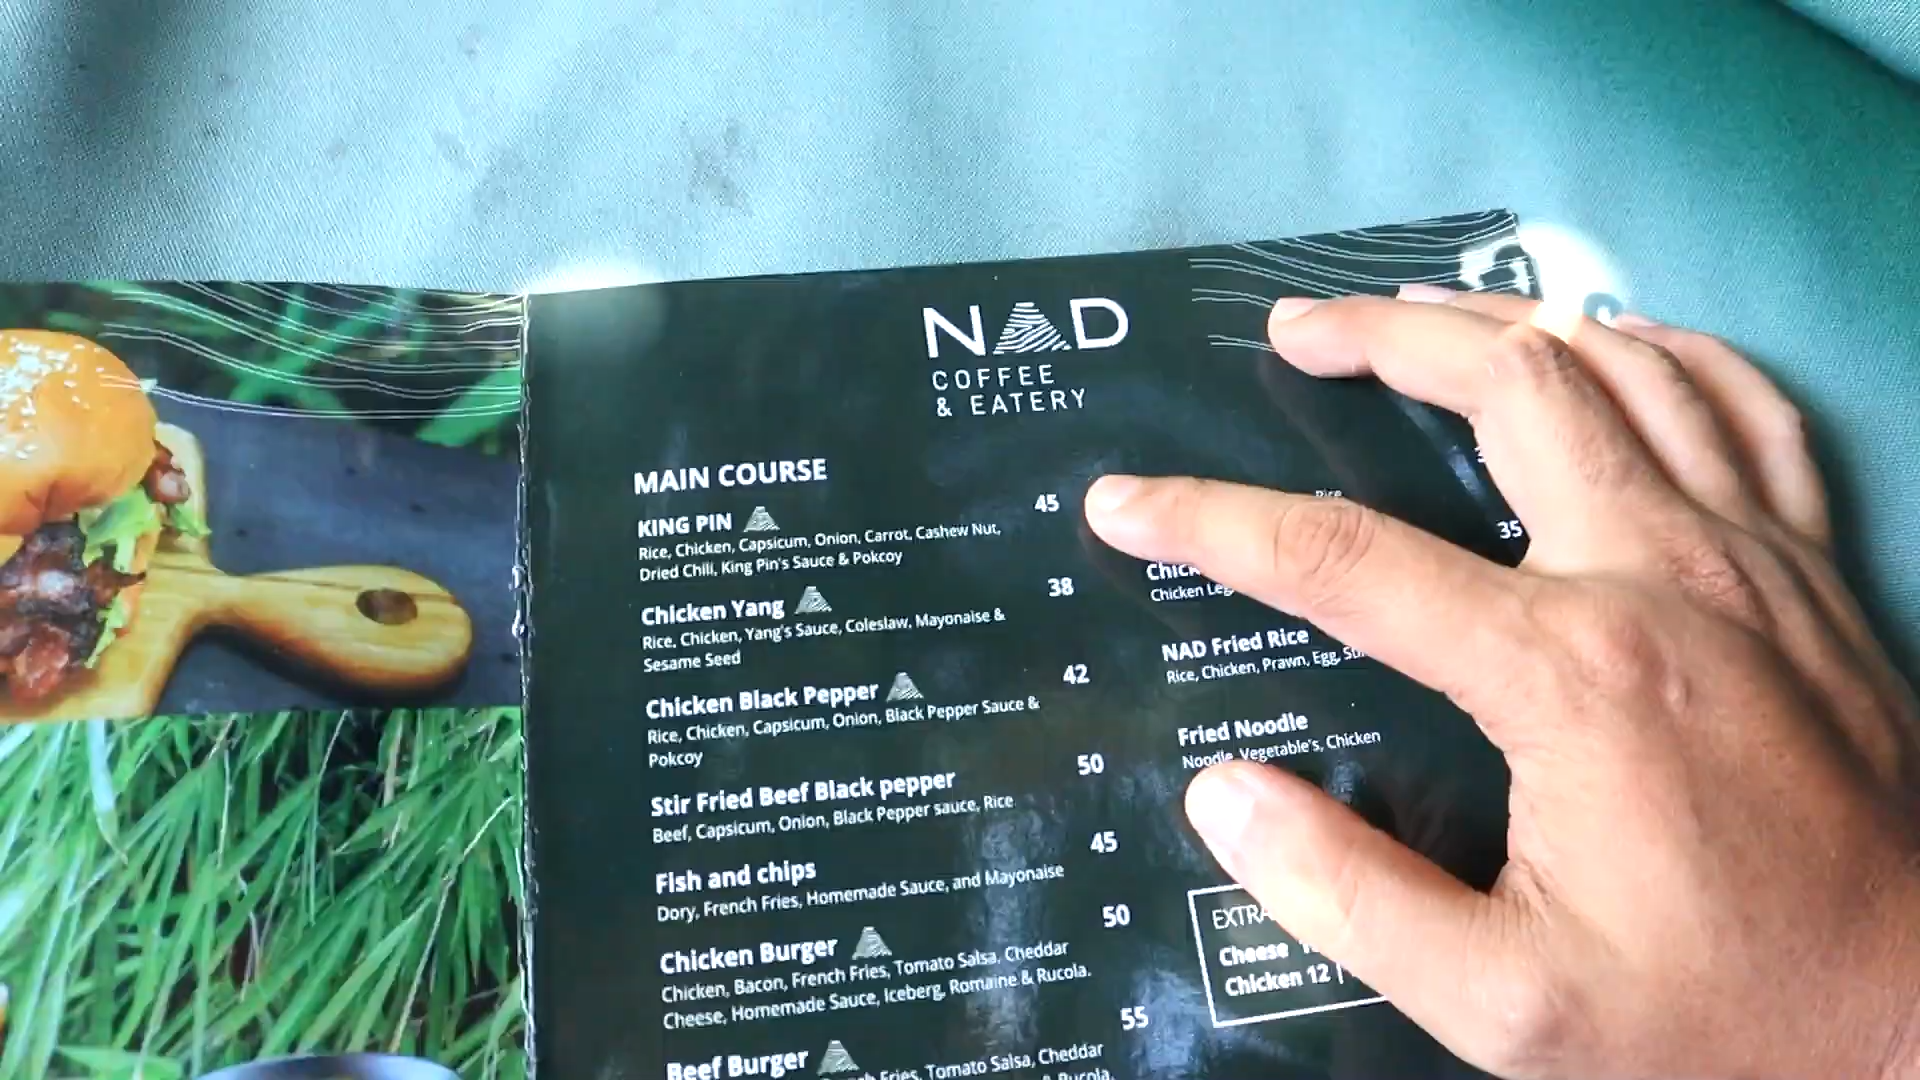 NAD
COFFEE
& EATERY
MAIN COURSE
KING PIN 45
Rice, Chicken, Capsicum, Onion, Carrot, Cashew Nut,
Dried Chili, King Pin's Sauce & Pokcoy
Chicken Yang 38
Rice, Chicken, Yang's Sauce, Coleslaw, Mayonaise &
Sesame Seed
Chicken Black Pepper 42
Rice, Chicken, Capsicum, Onion, Black Pepper Sauce &
Pokcoy
Stir Fried Beef Black pepper 50
Beef, Capsicum, Onion, Black Pepper sauce, Rice
Fish and chips 45
Dory, French Fries, Homemade Sauce, and Mayonaise
Chicken Burger 50
Chicken, Bacon, French Fries, Tomato Salsa, Cheddar
Cheese, Homemade Sauce, Iceberg, Romaine & Rucola.
Beef Burger 55
Fries, Tomato Salsa, Cheddar
& Rucola.
Rice
35
Chicken
NAD Fried Rice
Rice, Chicken, Prawn, Egg,
Fried Noodle
Noodle, Vegetable's, Chicken
Cheese
Chicken 12 |